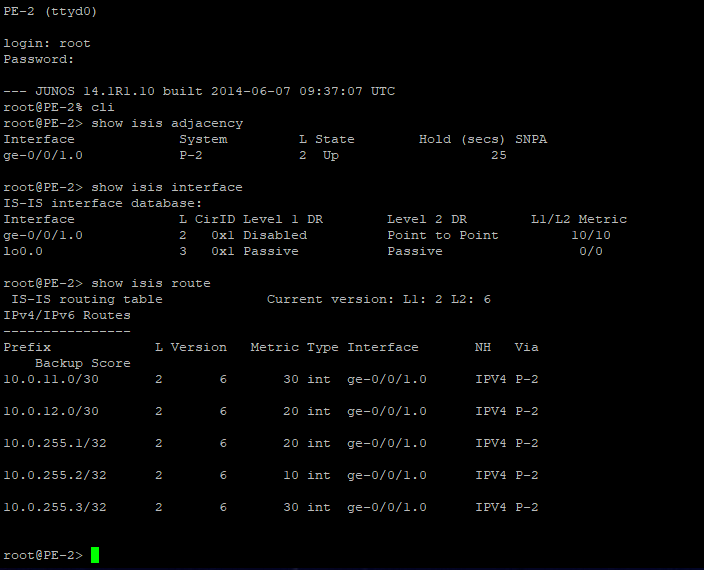 PE-2 (ttyd0)
login: root
Password:
--- JUNOS 14.1R1.10 built 2014-06-07 09:37:07 UTC
root@PE-2% cli
root@PE-2> show isis adjacency
Interface             System         L State        Hold (secs) SNPA
ge-0/0/1.0            P-2            2  Up                   25
root@PE-2> show isis interface
IS-IS interface database:
Interface             L CirID Level 1 DR        Level 2 DR        L1/L2 Metric
ge-0/0/1.0            2   0x1 Disabled          Point to Point         10/10
lo0.0                 3   0x1 Passive           Passive                 0/0
root@PE-2> show isis route
 IS-IS routing table             Current version: L1: 2 L2: 6
IPv4/IPv6 Routes
----------------
Prefix             L Version   Metric Type Interface       NH   Via
    Backup Score
10.0.11.0/30       2       6       30 int  ge-0/0/1.0      IPV4 P-2
10.0.12.0/30       2       6       20 int  ge-0/0/1.0      IPV4 P-2
10.0.255.1/32      2       6       20 int  ge-0/0/1.0      IPV4 P-2
10.0.255.2/32      2       6       10 int  ge-0/0/1.0      IPV4 P-2
10.0.255.3/32      2       6       30 int  ge-0/0/1.0      IPV4 P-2
root@PE-2>